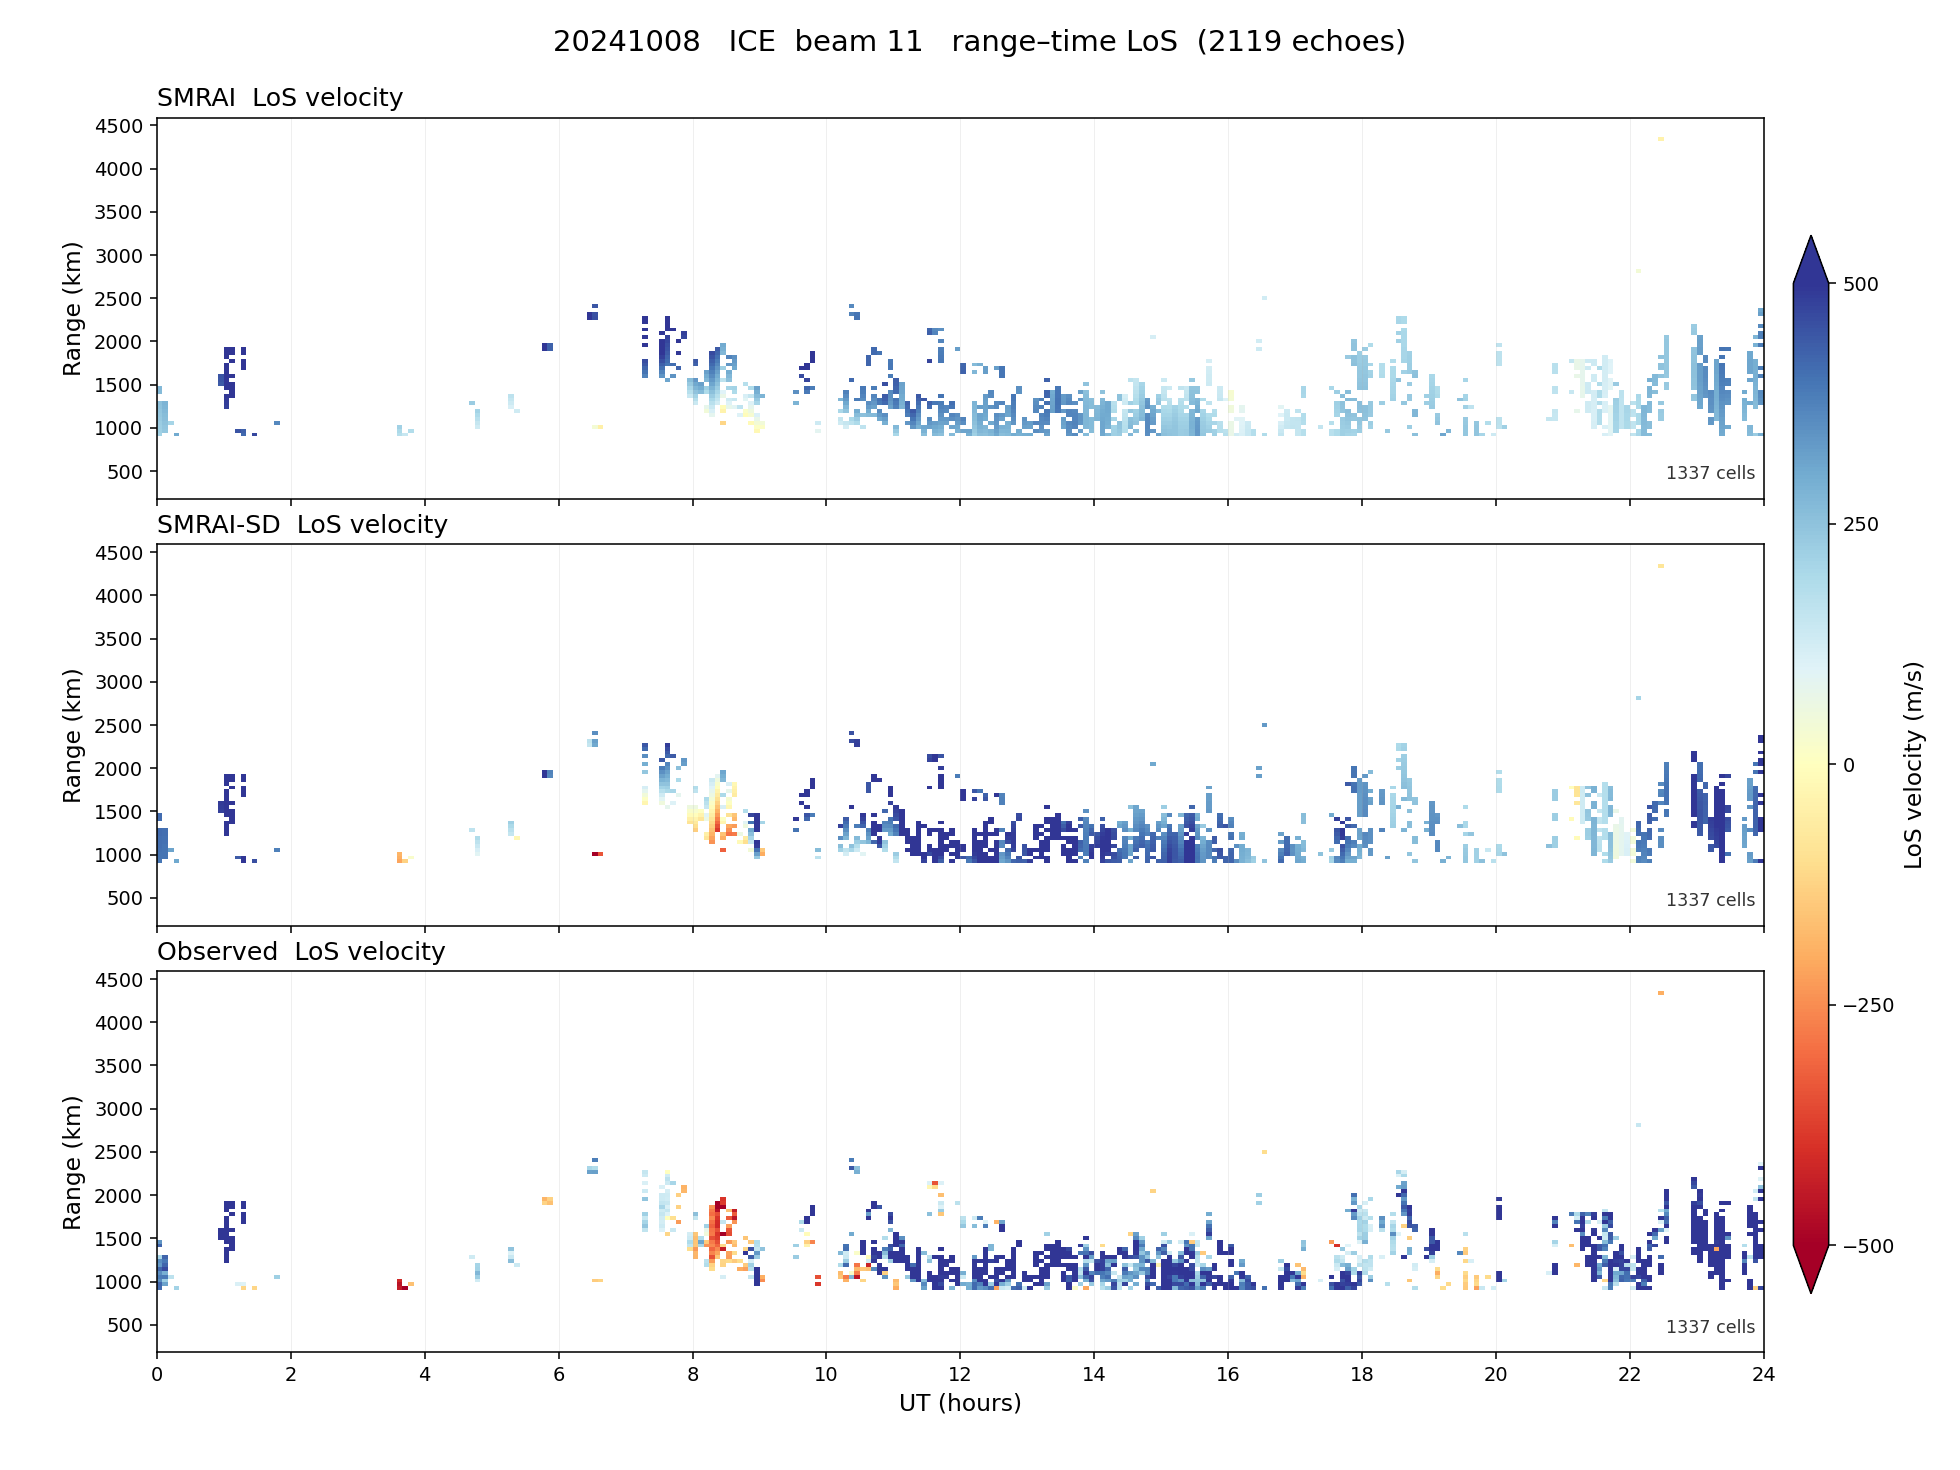 20241008   ICE  beam 11   range–time LoS  (2119 echoes)
SMRAI  LoS velocity
4500
4000
3500
3000
2500
2000
1500
1000
500
Range (km)
1337 cells
SMRAI-SD  LoS velocity
4500
4000
3500
3000
2500
2000
1500
1000
500
Range (km)
1337 cells
Observed  LoS velocity
4500
4000
3500
3000
2500
2000
1500
1000
500
Range (km)
1337 cells
0 2 4 6 8 10 12 14 16 18 20 22 24
UT (hours)
500
250
0
−250
−500
LoS velocity (m/s)